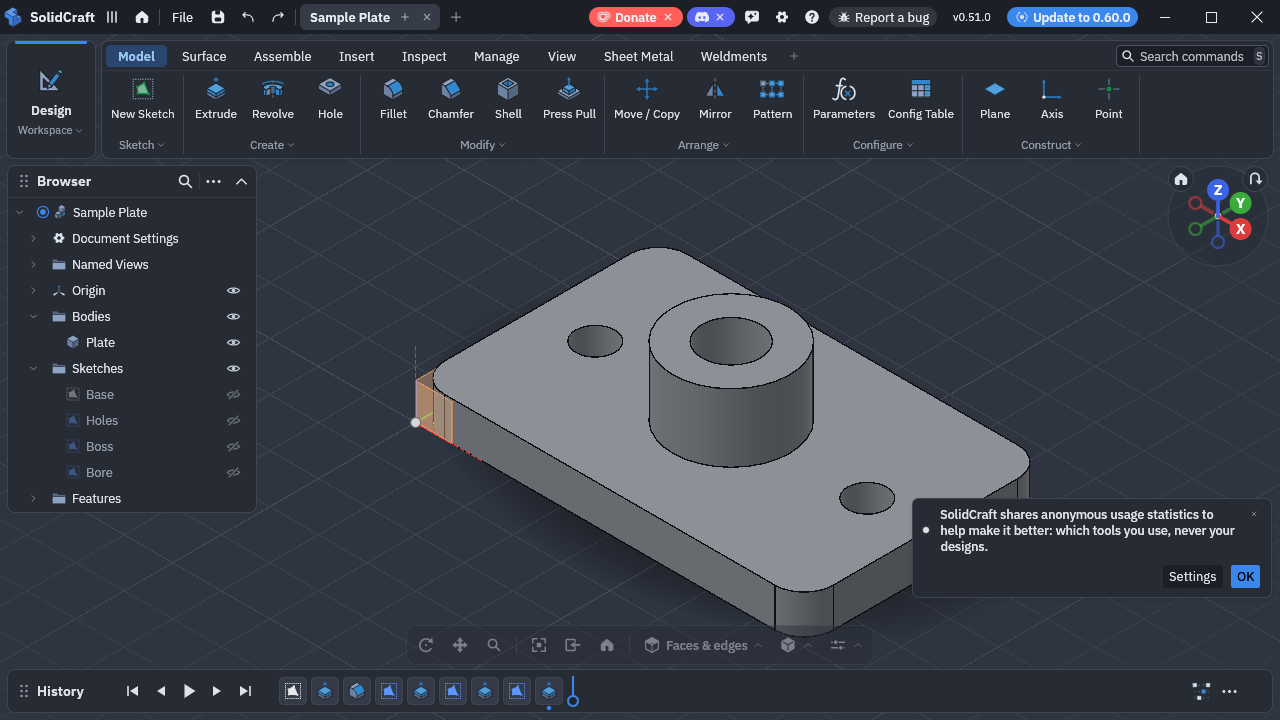 SolidCraft
File
Sample Plate
Donate
Report a bug
v0.51.0
Update to 0.60.0
Design
Workspace
Model
Surface
Assemble
Insert
Inspect
Manage
View
Sheet Metal
Weldments
Search commands
S
New Sketch
Extrude
Revolve
Hole
Fillet
Chamfer
Shell
Press Pull
Move / Copy
Mirror
Pattern
Parameters
Config Table
Plane
Axis
Point
Sketch
Create
Modify
Arrange
Configure
Construct
Browser
Sample Plate
Document Settings
Named Views
Origin
Bodies
Plate
Sketches
Base
Holes
Boss
Bore
Features
Z
Y
X
SolidCraft shares anonymous usage statistics to
help make it better: which tools you use, never your
designs.
Settings
OK
Faces & edges
History